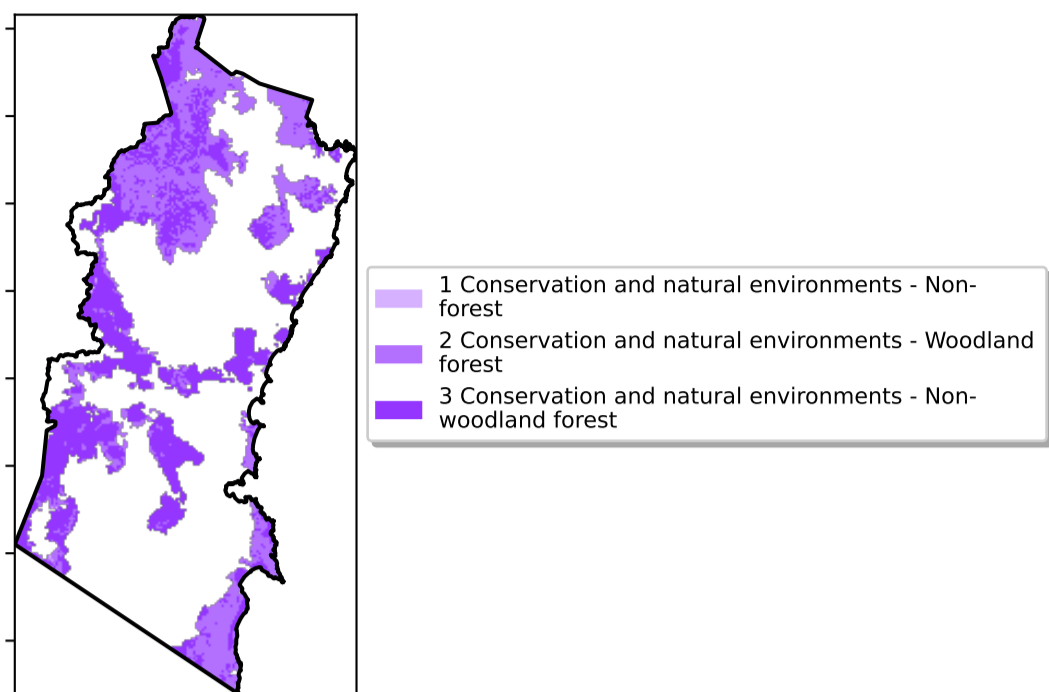 1 Conservation and natural environments - Non-
forest
2 Conservation and natural environments - Woodland
forest
3 Conservation and natural environments - Non-
woodland forest